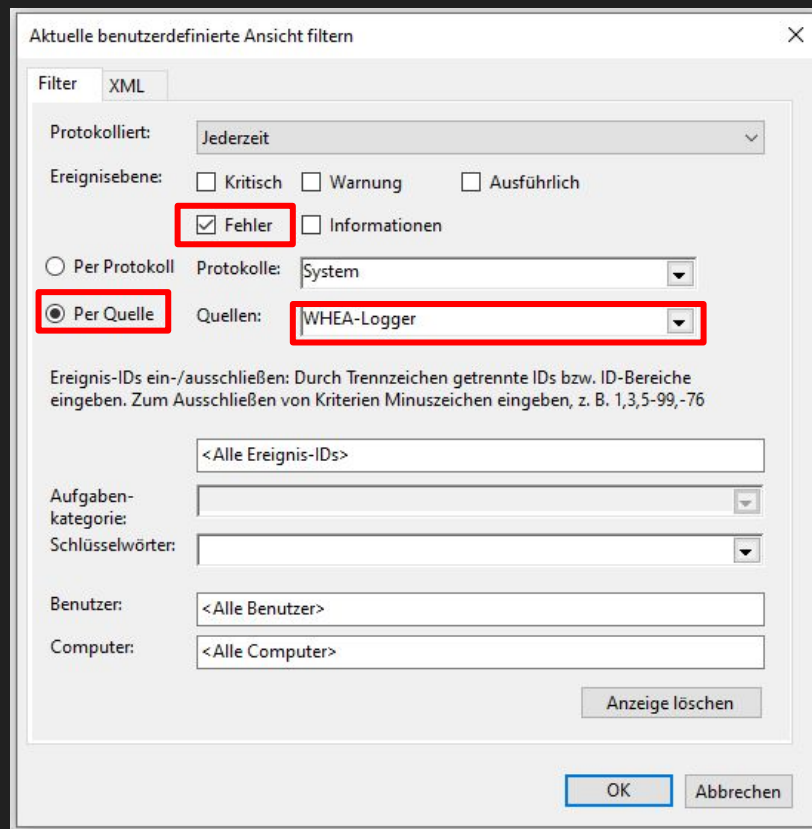 Aktuelle benutzerdefinierte Ansicht filtern
Filter XML
Protokolliert: Jederzeit
Ereignisebene: Kritisch Warnung Ausführlich
Fehler Informationen
Per Protokoll Protokolle: System
Per Quelle Quellen: WHEA-Logger
Ereignis-IDs ein-/ausschließen: Durch Trennzeichen getrennte IDs bzw. ID-Bereiche
eingeben. Zum Ausschließen von Kriterien Minuszeichen eingeben, z. B. 1,3,5-99,-76
<Alle Ereignis-IDs>
Aufgaben-
kategorie:
Schlüsselwörter:
Benutzer: <Alle Benutzer>
Computer: <Alle Computer>
Anzeige löschen
OK Abbrechen